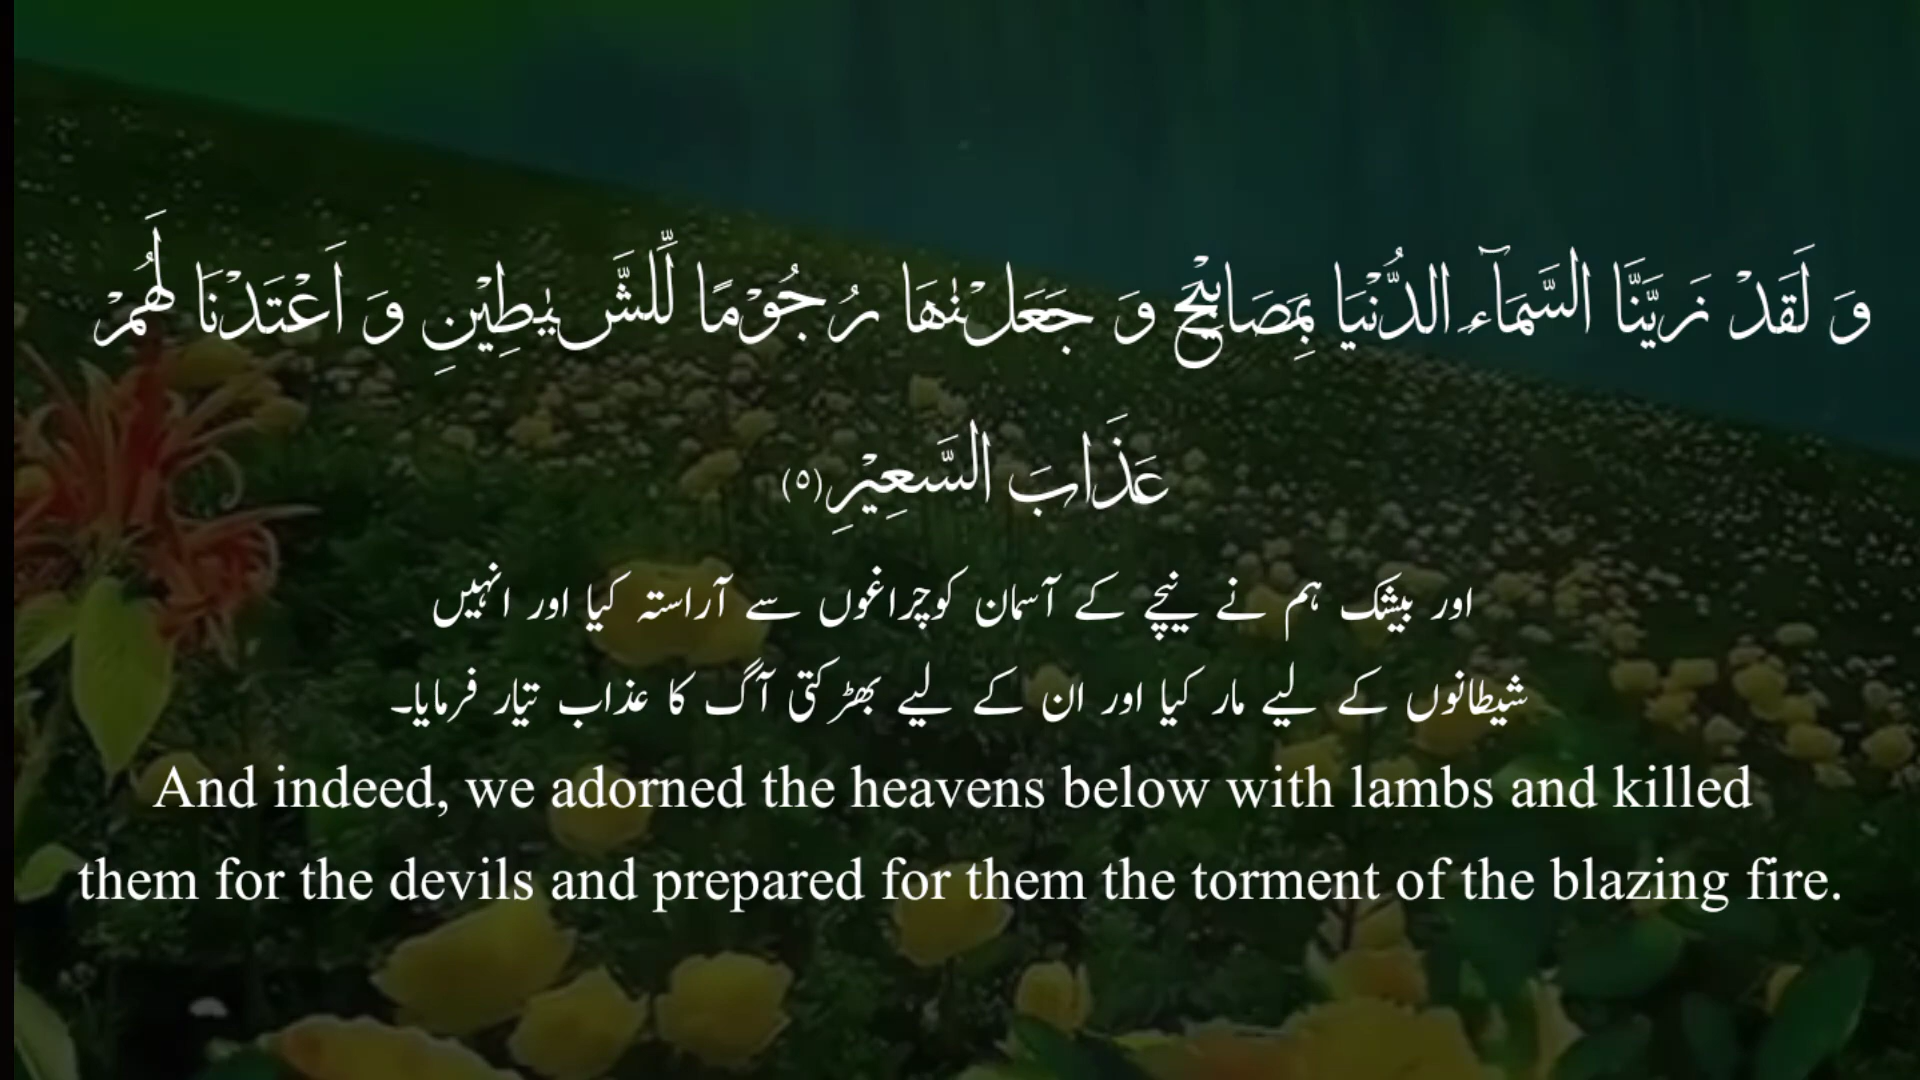 وَ لَقَدْ زَیَّنَّا السَّمَآءَ الدُّنْیَا بِمَصَابِیْحَ وَ جَعَلْنٰهَا رُجُوْمًا لِّلشَّیٰطِیْنِ وَ اَعْتَدْنَا لَهُمْ
عَذَابَ السَّعِیْرِ(۵)
اور بیشک ہم نے نیچے کے آسمان کوچراغوں سے آراستہ کیا اور انہیں
شیطانوں کے لیے مار کیا اور ان کے لیے بھڑکتی آگ کا عذاب تیار فرمایا۔
And indeed, we adorned the heavens below with lambs and killed
them for the devils and prepared for them the torment of the blazing fire.